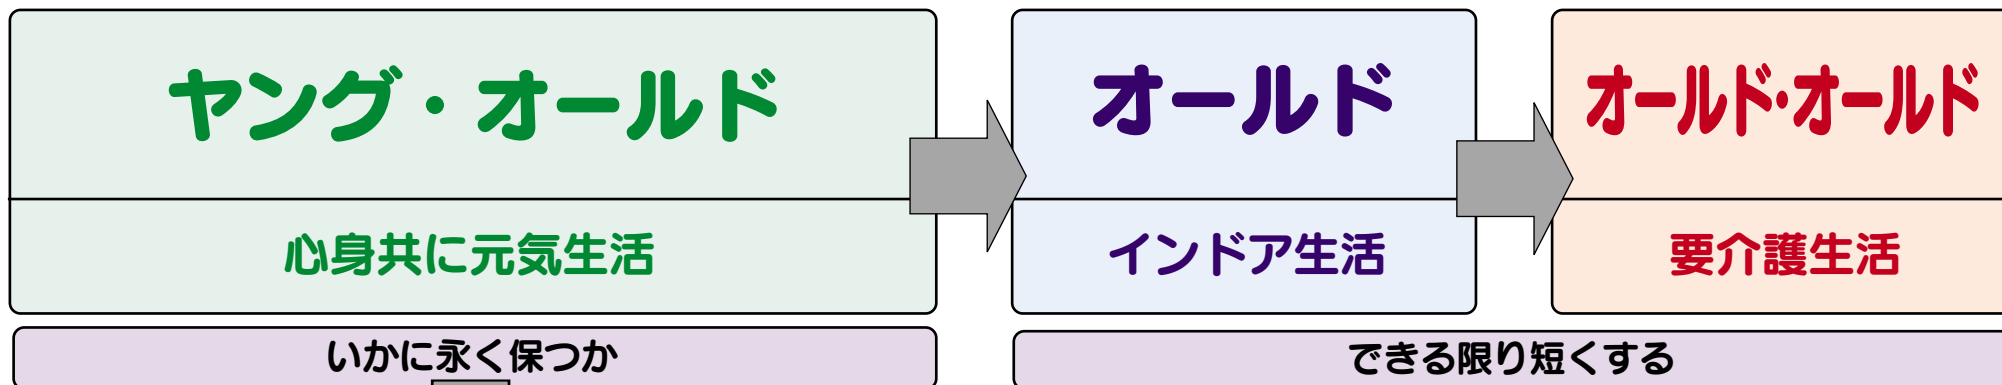 ヤング・オールド
心身共に元気生活
いかに永く保つか
オールド
インドア生活
オールド・オールド
要介護生活
できる限り短くする